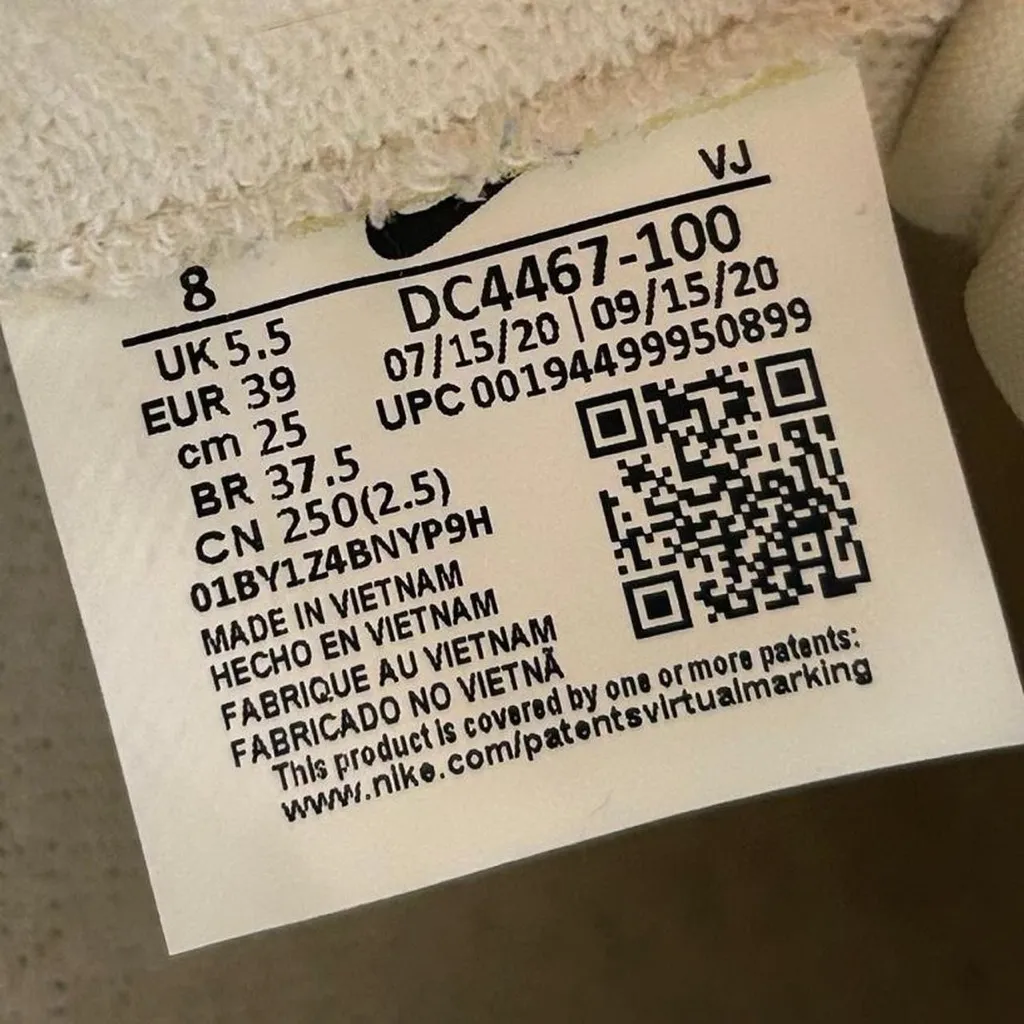 8
VJ
UK 5.5
EUR 39
cm 25
BR 37.5
CN 250(2.5)
01BY1Z4BNYP9H
DC4467-100
07/15/20 | 09/15/20
UPC 00194499950899
MADE IN VIETNAM
HECHO EN VIETNAM
FABRIQUE AU VIETNAM
FABRICADO NO VIETNÃ
This product is covered by one or more patents:
www.nike.com/patentsvirtualmarking